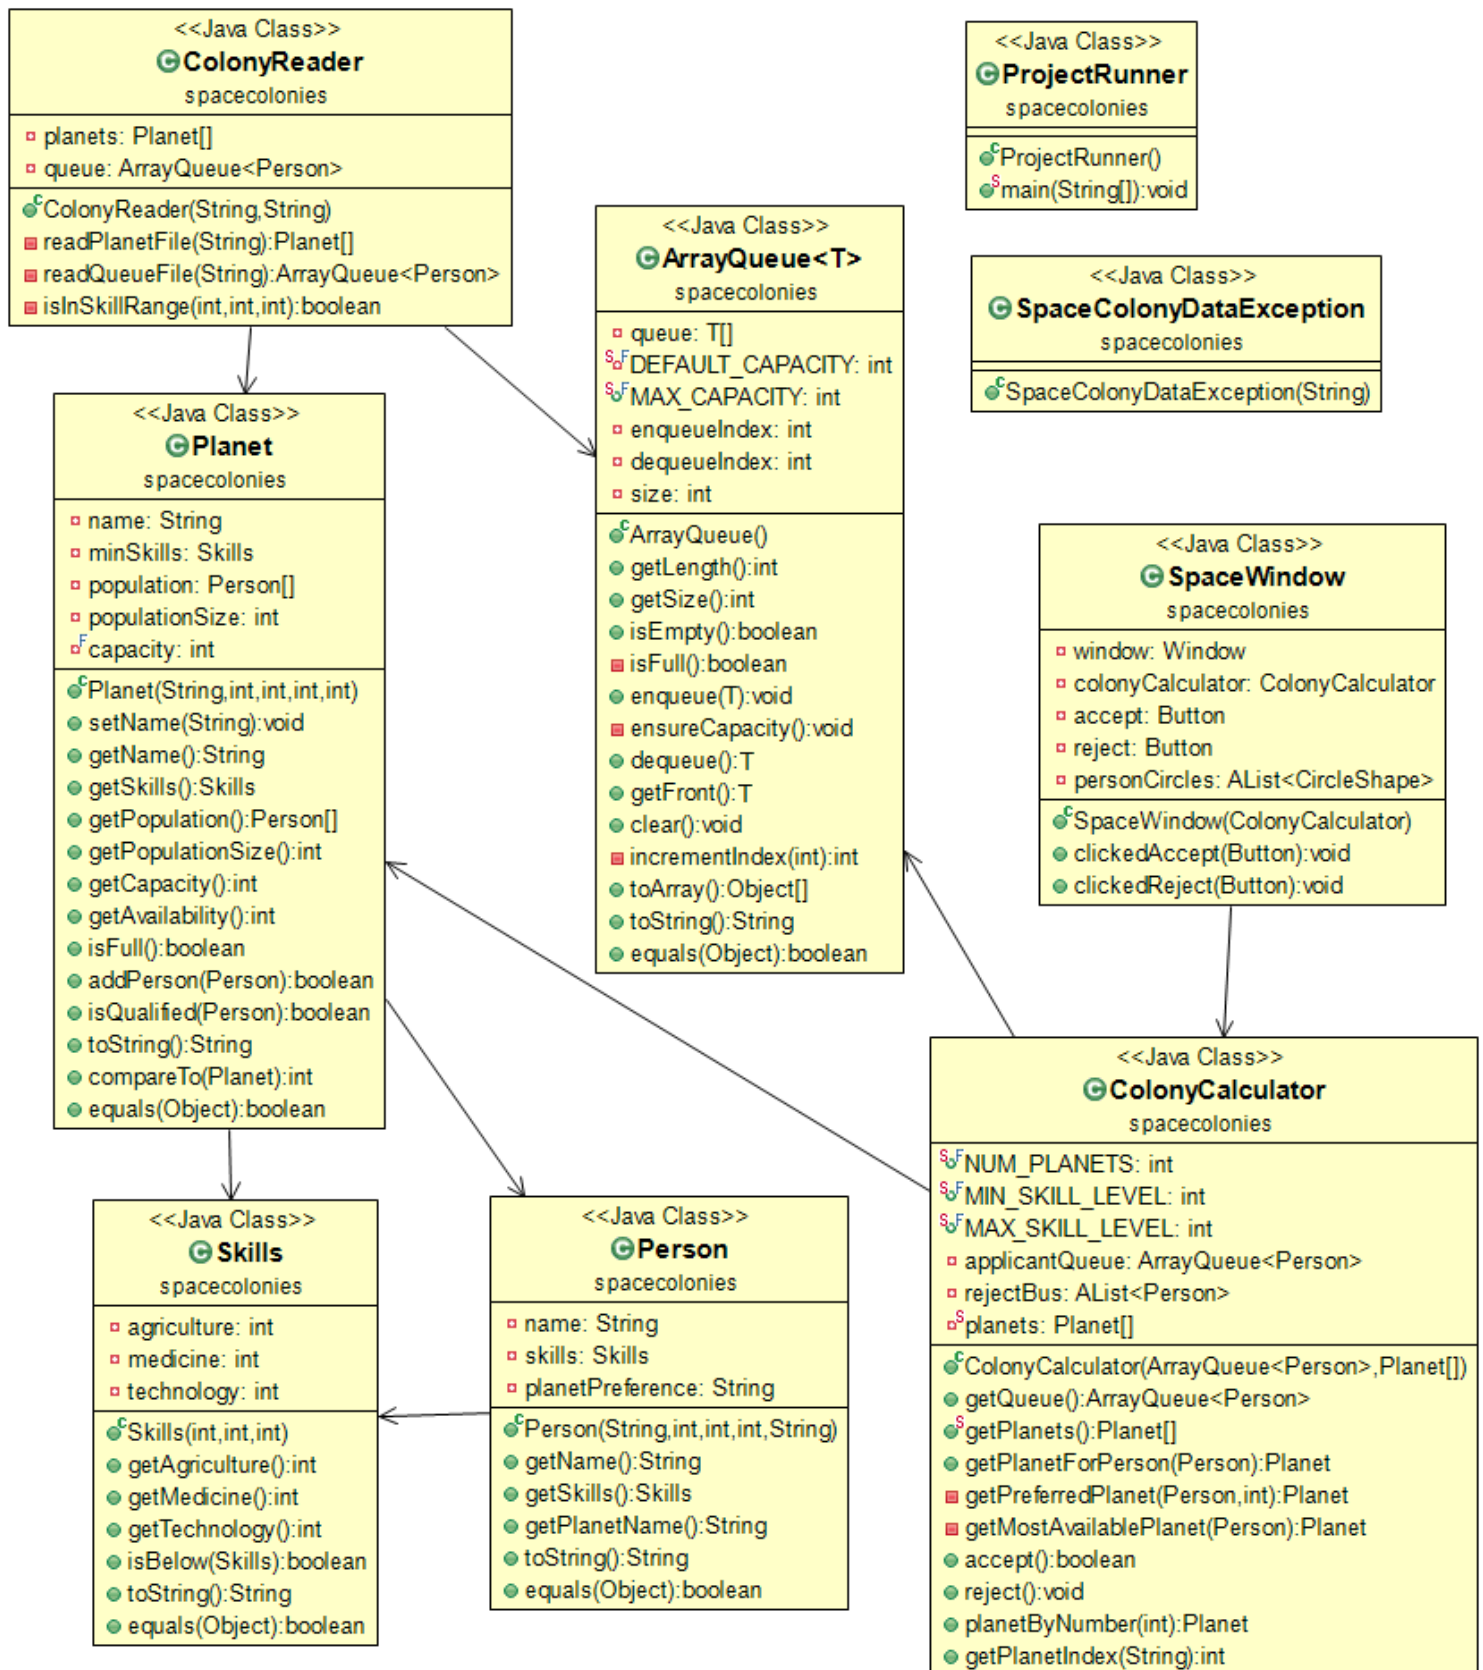 <<Java Class>>
ColonyReader
spacecolonies
planets: Planet[]
queue: ArrayQueue<Person>
ColonyReader(String,String)
readPlanetFile(String):Planet[]
readQueueFile(String):ArrayQueue<Person>
isInSkillRange(int,int,int):boolean
<<Java Class>>
ProjectRunner
spacecolonies
ProjectRunner()
main(String[]):void
<<Java Class>>
ArrayQueue<T>
spacecolonies
queue: T[]
DEFAULT_CAPACITY: int
MAX_CAPACITY: int
enqueueIndex: int
dequeueIndex: int
size: int
ArrayQueue()
getLength():int
getSize():int
isEmpty():boolean
isFull():boolean
enqueue(T):void
ensureCapacity():void
dequeue():T
getFront():T
clear():void
incrementIndex(int):int
toArray():Object[]
toString():String
equals(Object):boolean
<<Java Class>>
SpaceColonyDataException
spacecolonies
SpaceColonyDataException(String)
<<Java Class>>
Planet
spacecolonies
name: String
minSkills: Skills
population: Person[]
populationSize: int
capacity: int
Planet(String,int,int,int,int)
setName(String):void
getName():String
getSkills():Skills
getPopulation():Person[]
getPopulationSize():int
getCapacity():int
getAvailability():int
isFull():boolean
addPerson(Person):boolean
isQualified(Person):boolean
toString():String
compareTo(Planet):int
equals(Object):boolean
<<Java Class>>
SpaceWindow
spacecolonies
window: Window
colonyCalculator: ColonyCalculator
accept: Button
reject: Button
personCircles: AList<CircleShape>
SpaceWindow(ColonyCalculator)
clickedAccept(Button):void
clickedReject(Button):void
<<Java Class>>
Skills
spacecolonies
agriculture: int
medicine: int
technology: int
Skills(int,int,int)
getAgriculture():int
getMedicine():int
getTechnology():int
isBelow(Skills):boolean
toString():String
equals(Object):boolean
<<Java Class>>
Person
spacecolonies
name: String
skills: Skills
planetPreference: String
Person(String,int,int,int,String)
getName():String
getSkills():Skills
getPlanetName():String
toString():String
equals(Object):boolean
<<Java Class>>
ColonyCalculator
spacecolonies
NUM_PLANETS: int
MIN_SKILL_LEVEL: int
MAX_SKILL_LEVEL: int
applicantQueue: ArrayQueue<Person>
rejectBus: AList<Person>
planets: Planet[]
ColonyCalculator(ArrayQueue<Person>,Planet[])
getQueue():ArrayQueue<Person>
getPlanets():Planet[]
getPlanetForPerson(Person):Planet
getPreferredPlanet(Person,int):Planet
getMostAvailablePlanet(Person):Planet
accept():boolean
reject():void
planetByNumber(int):Planet
getPlanetIndex(String):int